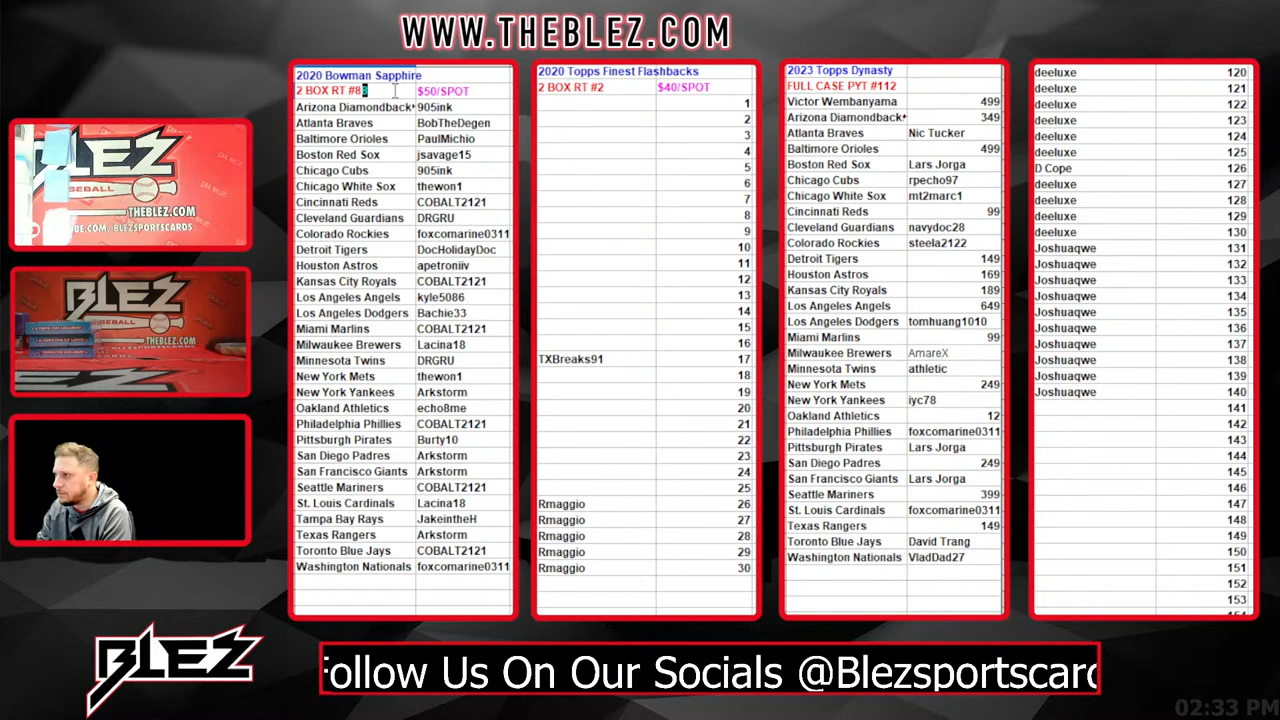 WWW.THEBLEZ.COM
2020 Bowman Sapphire
2 BOX RT #88 $50/SPOT
Arizona Diamondback 905ink
Atlanta Braves BobTheDegen
Baltimore Orioles PaulMichio
Boston Red Sox jsavage15
Chicago Cubs 905ink
Chicago White Sox thewon1
Cincinnati Reds COBALT2121
Cleveland Guardians DRGRU
Colorado Rockies foxcomarine0311
Detroit Tigers DocHolidayDoc
Houston Astros apetroniiv
Kansas City Royals COBALT2121
Los Angeles Angels kyle5086
Los Angeles Dodgers Bachie33
Miami Marlins COBALT2121
Milwaukee Brewers Lacina18
Minnesota Twins DRGRU
New York Mets thewon1
New York Yankees Arkstorm
Oakland Athletics echo8me
Philadelphia Phillies COBALT2121
Pittsburgh Pirates Burty10
San Diego Padres Arkstorm
San Francisco Giants Arkstorm
Seattle Mariners COBALT2121
St. Louis Cardinals Lacina18
Tampa Bay Rays JakeintheH
Texas Rangers Arkstorm
Toronto Blue Jays COBALT2121
Washington Nationals foxcomarine0311
2020 Topps Finest Flashbacks
2 BOX RT #2 $40/SPOT
1
2
3
4
5
6
7
8
9
10
11
12
13
14
15
16
TXBreaks91 17
18
19
20
21
22
23
24
25
Rmaggio 26
Rmaggio 27
Rmaggio 28
Rmaggio 29
Rmaggio 30
2023 Topps Dynasty
FULL CASE PYT #112
Victor Wembanyama 499
Arizona Diamondback 349
Atlanta Braves Nic Tucker
Baltimore Orioles 499
Boston Red Sox Lars Jorga
Chicago Cubs rpecho97
Chicago White Sox mt2marc1
Cincinnati Reds 99
Cleveland Guardians navydoc28
Colorado Rockies steela2122
Detroit Tigers 149
Houston Astros 169
Kansas City Royals 189
Los Angeles Angels 649
Los Angeles Dodgers tomhuang1010
Miami Marlins 99
Milwaukee Brewers AmareX
Minnesota Twins athletic
New York Mets 249
New York Yankees iyc78
Oakland Athletics 12
Philadelphia Phillies foxcomarine0311
Pittsburgh Pirates Lars Jorga
San Diego Padres 249
San Francisco Giants Lars Jorga
Seattle Mariners 399
St. Louis Cardinals foxcomarine0311
Texas Rangers 149
Toronto Blue Jays David Trang
Washington Nationals VladDad27
deeluxe 120
deeluxe 121
deeluxe 122
deeluxe 123
deeluxe 124
deeluxe 125
D Cope 126
deeluxe 127
deeluxe 128
deeluxe 129
deeluxe 130
Joshuaqwe 131
Joshuaqwe 132
Joshuaqwe 133
Joshuaqwe 134
Joshuaqwe 135
Joshuaqwe 136
Joshuaqwe 137
Joshuaqwe 138
Joshuaqwe 139
Joshuaqwe 140
141
142
143
144
145
146
147
148
149
150
151
152
153
BLEZ
THEBLEZ.COM
BLEZ
THEBLEZ.COM
BLEZ
ollow Us On Our Socials @Blezsportscard
02:33 PM